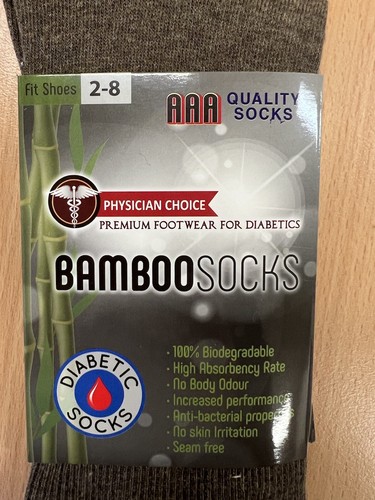 Fit Shoes 2-8
AAA QUALITY
SOCKS
PHYSICIAN CHOICE
PREMIUM FOOTWEAR FOR DIABETICS
BAMBOOSOCKS
DIABETIC
SOCKS
· 100% Biodegradable
· High Absorbency Rate
· No Body Odour
· Increased performance
· Anti-bacterial properties
· No skin Irritation
· Seam free